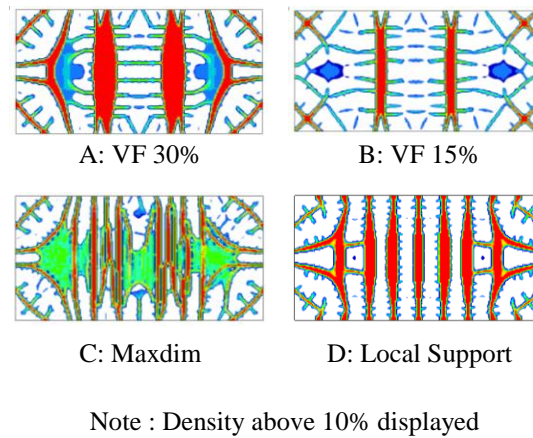 A: VF 30%
B: VF 15%
C: Maxdim
D: Local Support
Note : Density above 10% displayed